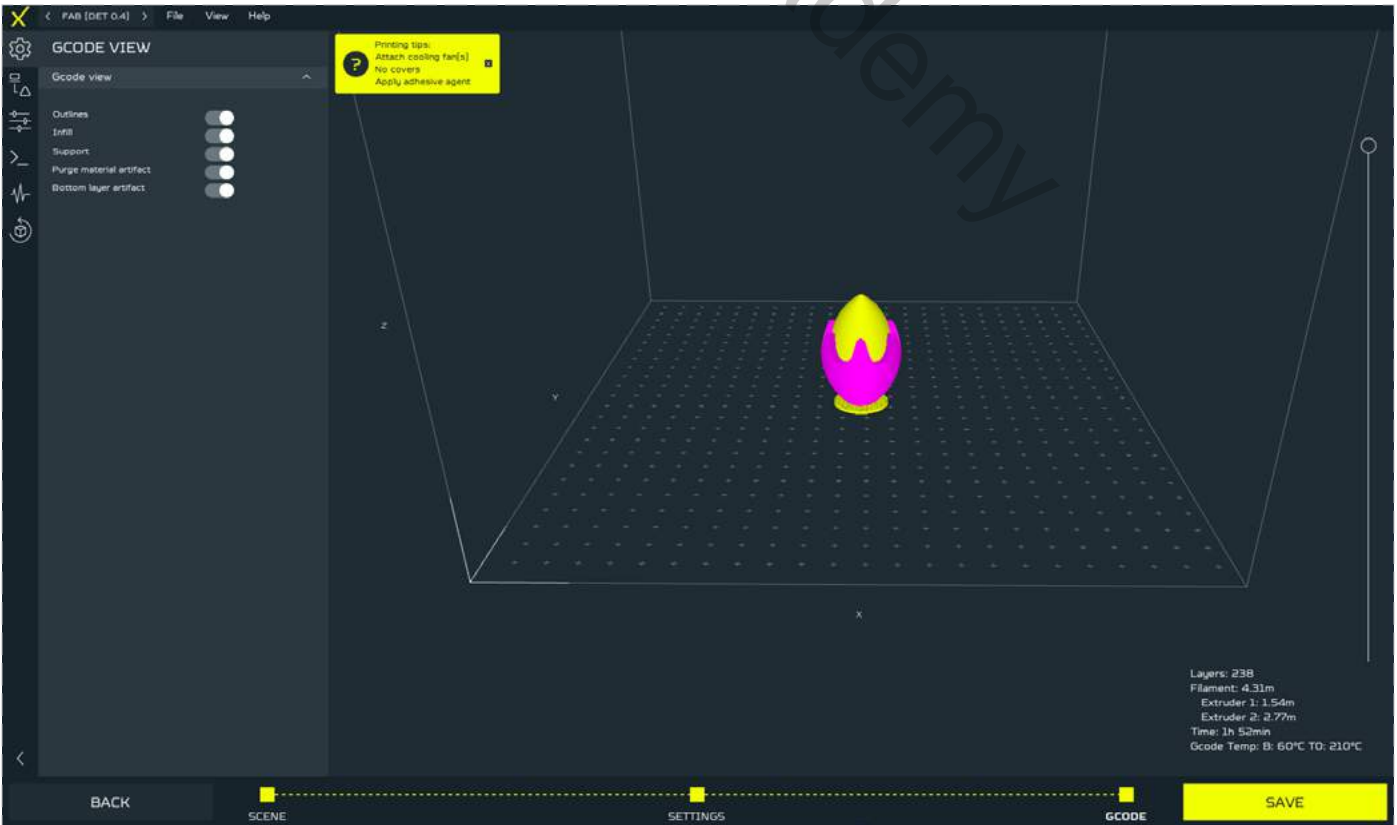 < FAB [DET 0.4] > File View Help
GCODE VIEW
Gcode view
Outlines
Infill
Support
Purge material artifact
Bottom layer artifact
Printing tips:
Attach cooling fan[s]
No covers
Apply adhesive agent
?
x
demy
Z
Y
X
Layers: 238
Filament: 4.31m
Extruder 1: 1.54m
Extruder 2: 2.77m
Time: 1h 52min
Gcode Temp: B: 60°C T0: 210°C
BACK
SCENE
SETTINGS
GCODE
SAVE